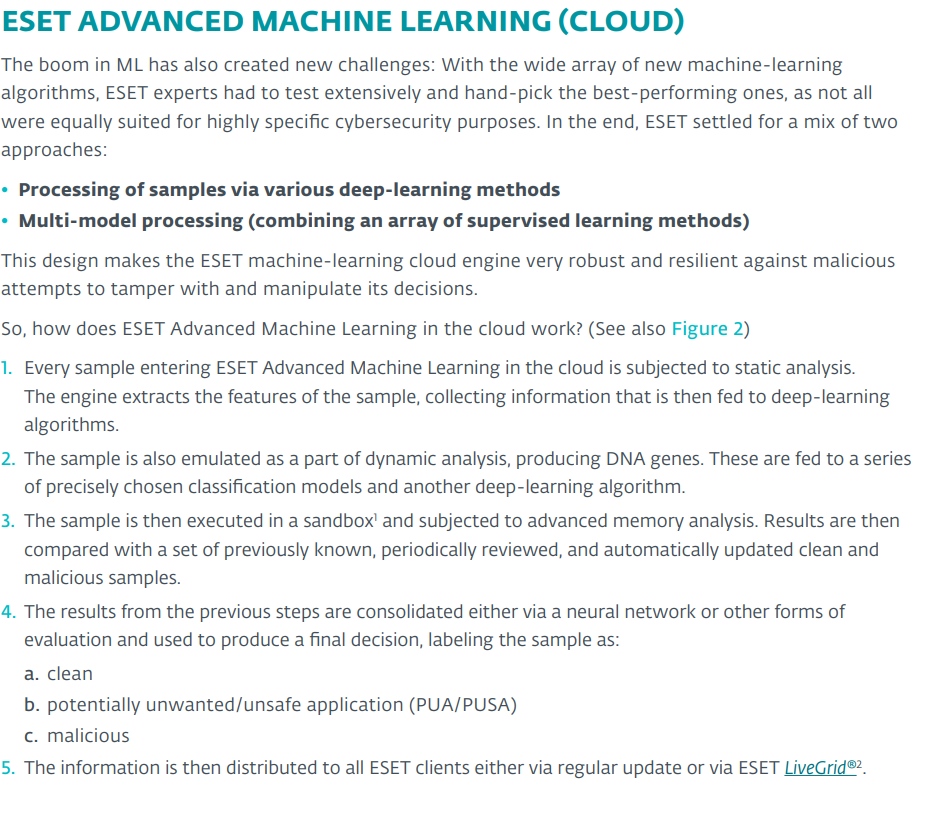 ESET ADVANCED MACHINE LEARNING (CLOUD)
The boom in ML has also created new challenges: With the wide array of new machine-learning
algorithms, ESET experts had to test extensively and hand-pick the best-performing ones, as not all
were equally suited for highly specific cybersecurity purposes. In the end, ESET settled for a mix of two
approaches:
• Processing of samples via various deep-learning methods
• Multi-model processing (combining an array of supervised learning methods)
This design makes the ESET machine-learning cloud engine very robust and resilient against malicious
attempts to tamper with and manipulate its decisions.
So, how does ESET Advanced Machine Learning in the cloud work? (See also Figure 2)
1. Every sample entering ESET Advanced Machine Learning in the cloud is subjected to static analysis.
The engine extracts the features of the sample, collecting information that is then fed to deep-learning
algorithms.
2. The sample is also emulated as a part of dynamic analysis, producing DNA genes. These are fed to a series
of precisely chosen classification models and another deep-learning algorithm.
3. The sample is then executed in a sandbox¹ and subjected to advanced memory analysis. Results are then
compared with a set of previously known, periodically reviewed, and automatically updated clean and
malicious samples.
4. The results from the previous steps are consolidated either via a neural network or other forms of
evaluation and used to produce a final decision, labeling the sample as:
a. clean
b. potentially unwanted/unsafe application (PUA/PUSA)
c. malicious
5. The information is then distributed to all ESET clients either via regular update or via ESET LiveGrid®².